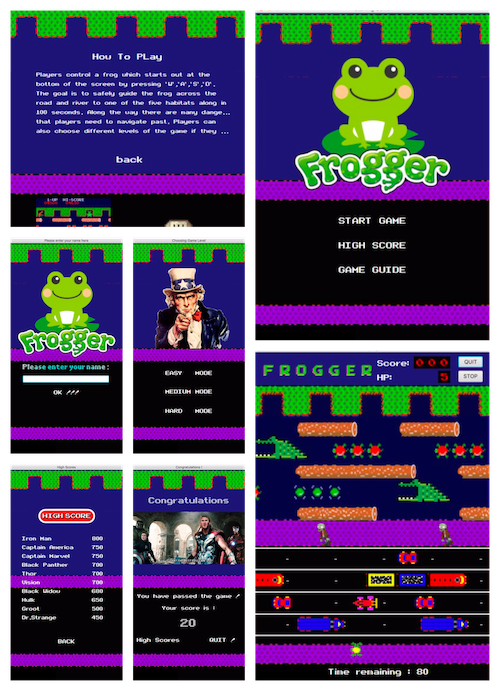 How To PLay
Players control a frog which starts out at the
bottom of the screen by pressing 'W','A','S','D'.
The goal is to safely guide the frog across the
road and river to one of the five habitats along in
100 seconds. Along the way there are many dange...
that players need to navigate past. Players can
also choose different levels of the game if they ...
back
1-UP HI-SCORE
Frogger
START GAME
HIGH SCORE
GAME GUIDE
Please enter your name here
Frogger
Please enter your name :
OK !!!
Choosing Game Level
EASY MODE
MEDIUM MODE
HARD MODE
FROGGER
Score: 0 0 0
HP: 5
QUIT
STOP
Time remaining : 80
High Scores
HIGH SCORE
Iron Man 800
Captain America 750
Captain Marvel 750
Black Panther 700
Thor 700
Vision 700
Black Widow 680
Hulk 650
Groot 500
Dr.Strange 450
BACK
Congratulations !
Congratulations
You have passed the game !
Your score is :
20
High Scores
QUIT !